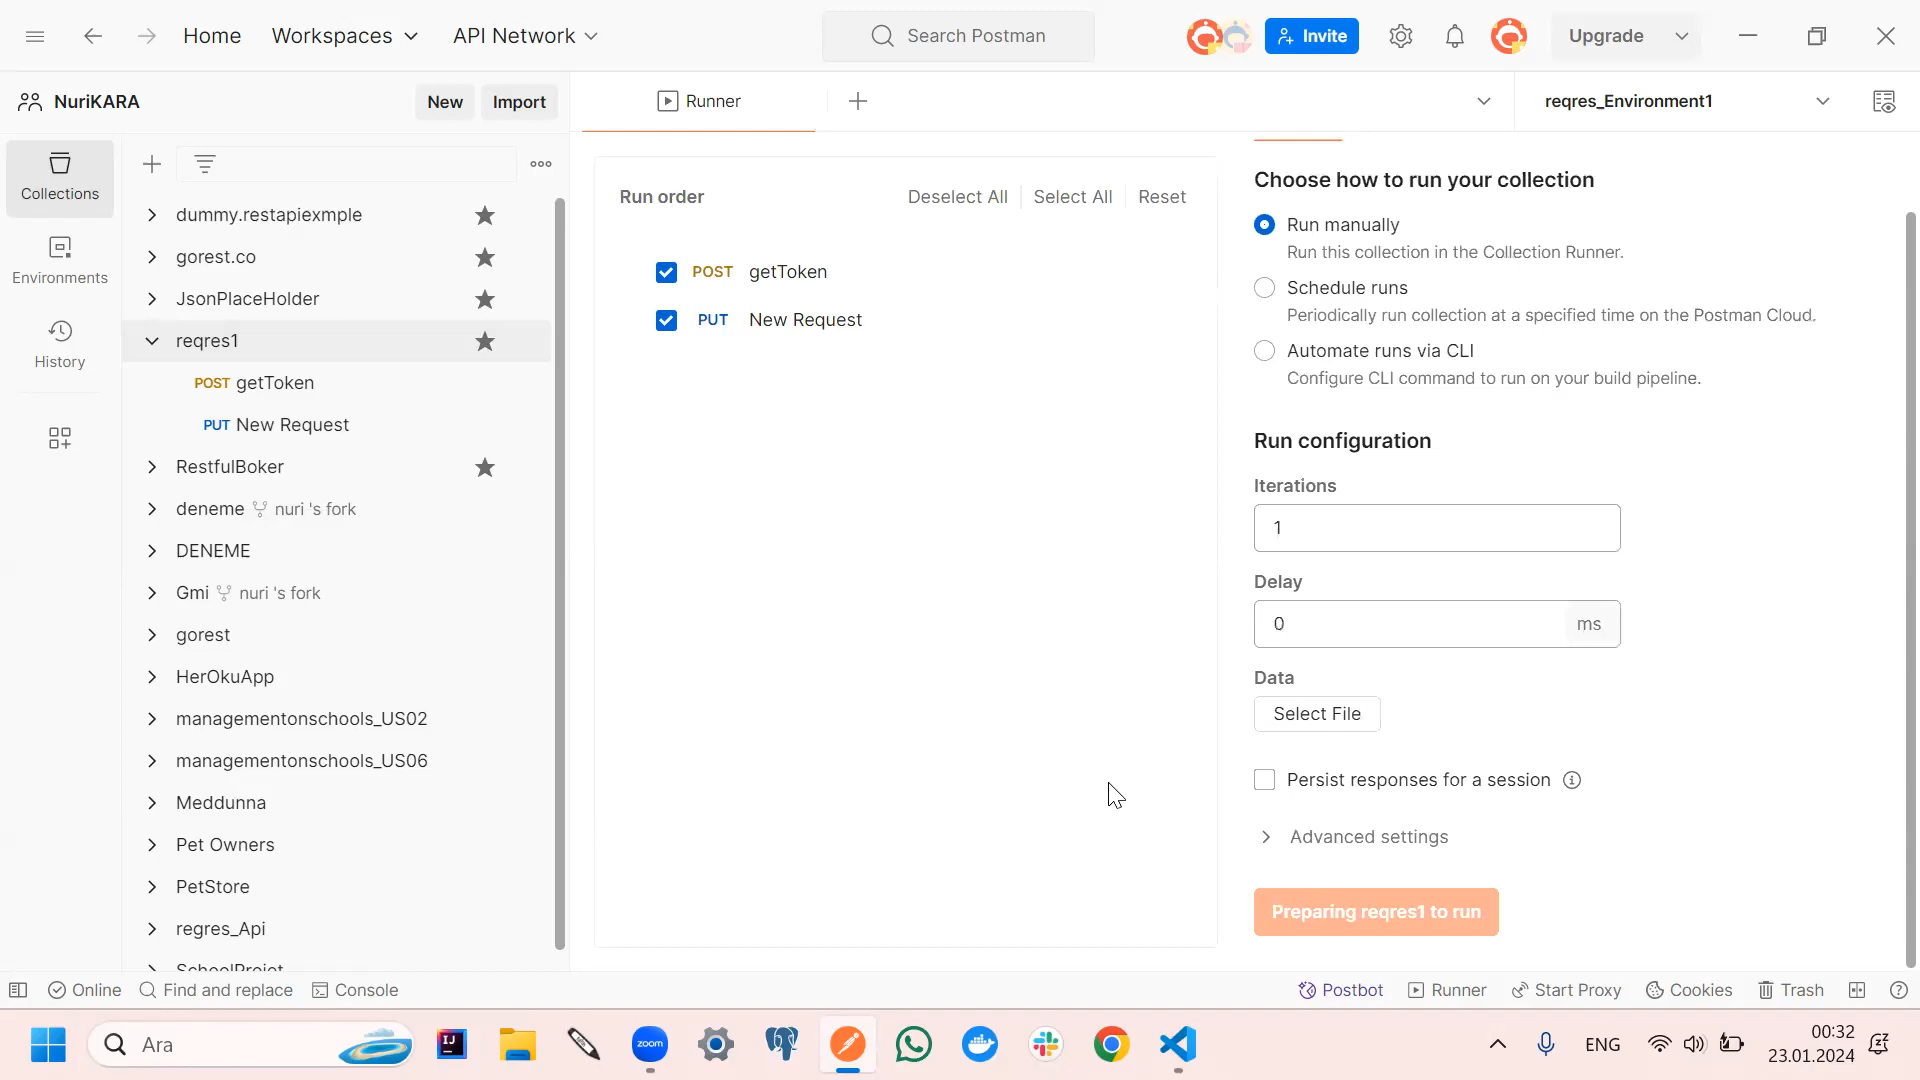 Home
Workspaces
API Network
Search Postman
Invite
Upgrade
NuriKARA
New
Import
Runner
reqres_Environment1
Collections
Environments
History
dummy.restapiexmple
gorest.co
JsonPlaceHolder
reqres1
POST getToken
PUT New Request
RestfulBoker
deneme nuri 's fork
DENEME
Gmi nuri 's fork
gorest
HerOkuApp
managementonschools_US02
managementonschools_US06
Meddunna
Pet Owners
PetStore
regres_Api
SchoolProjet
Run order
Deselect All
Select All
Reset
POST getToken
PUT New Request
Choose how to run your collection
Run manually
Run this collection in the Collection Runner.
Schedule runs
Periodically run collection at a specified time on the Postman Cloud.
Automate runs via CLI
Configure CLI command to run on your build pipeline.
Run configuration
Iterations
1
Delay
0 ms
Data
Select File
Persist responses for a session
Advanced settings
Preparing reqres1 to run
Online
Find and replace
Console
Postbot
Runner
Start Proxy
Cookies
Trash
Ara
IJ
zoom
ENG
00:32
23.01.2024